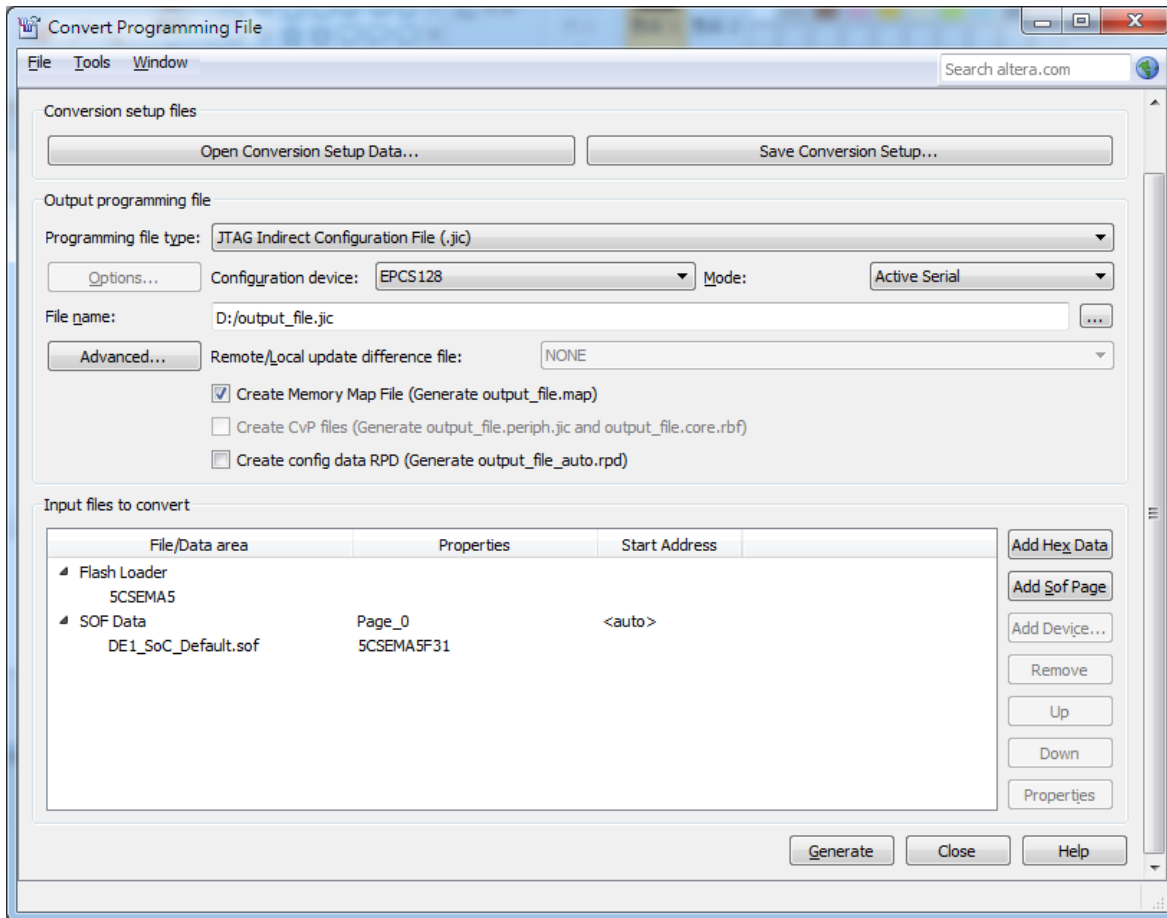 Convert Programming File
File Tools Window Search altera.com
Conversion setup files
Open Conversion Setup Data... Save Conversion Setup...
Output programming file
Programming file type: JTAG Indirect Configuration File (.jic)
Options... Configuration device: EPCS128 Mode: Active Serial
File name: D:/output_file.jic ...
Advanced... Remote/Local update difference file: NONE
Create Memory Map File (Generate output_file.map)
Create CvP files (Generate output_file.periph.jic and output_file.core.rbf)
Create config data RPD (Generate output_file_auto.rpd)
Input files to convert
File/Data area Properties Start Address Add Hex Data
Flash Loader
5CSEMA5 Add Sof Page
SOF Data Page_0 <auto> Add Device...
DE1_SoC_Default.sof 5CSEMA5F31
Remove
Up
Down
Properties
Generate Close Help